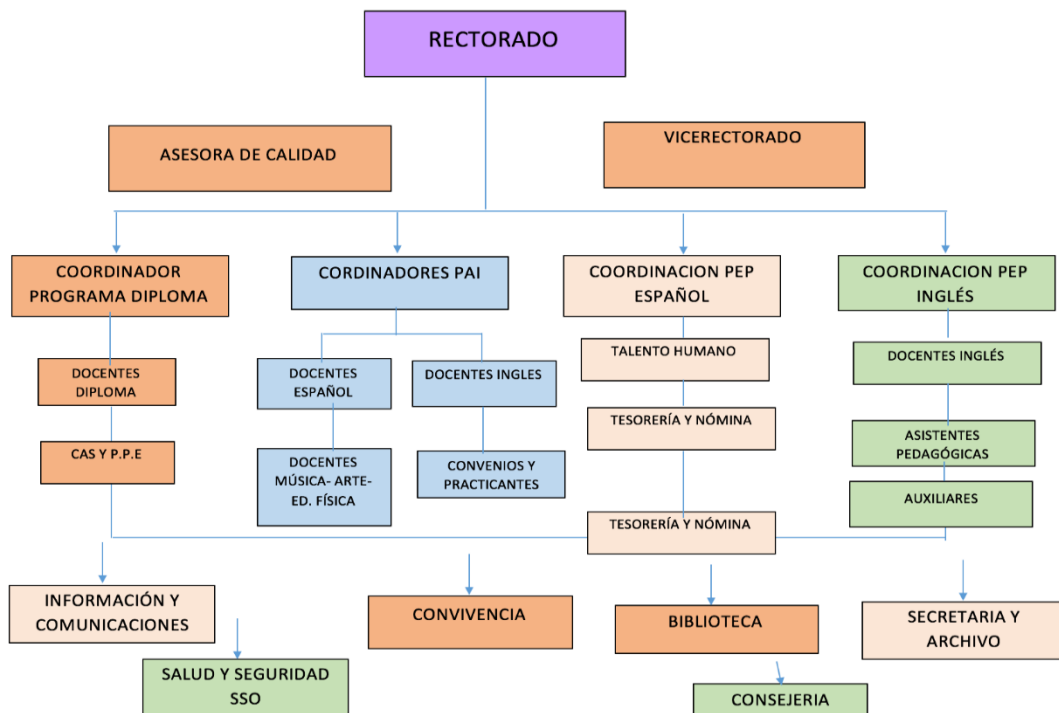 RECTORADO
ASESORA DE CALIDAD
VICERECTORADO
COORDINADOR
PROGRAMA DIPLOMA
CORDINADORES PAI
COORDINACION PEP
ESPAÑOL
COORDINACION PEP
INGLÉS
DOCENTES
DIPLOMA
DOCENTES
ESPAÑOL
DOCENTES INGLES
TALENTO HUMANO
DOCENTES INGLÉS
CAS Y P.P.E
DOCENTES
MÚSICA- ARTE-
ED. FÍSICA
CONVENIOS Y
PRACTICANTES
TESORERÍA Y NÓMINA
ASISTENTES
PEDAGÓGICAS
AUXILIARES
TESORERÍA Y NÓMINA
INFORMACIÓN Y
COMUNICACIONES
CONVIVENCIA
BIBLIOTECA
SECRETARIA Y
ARCHIVO
SALUD Y SEGURIDAD
SSO
CONSEJERIA